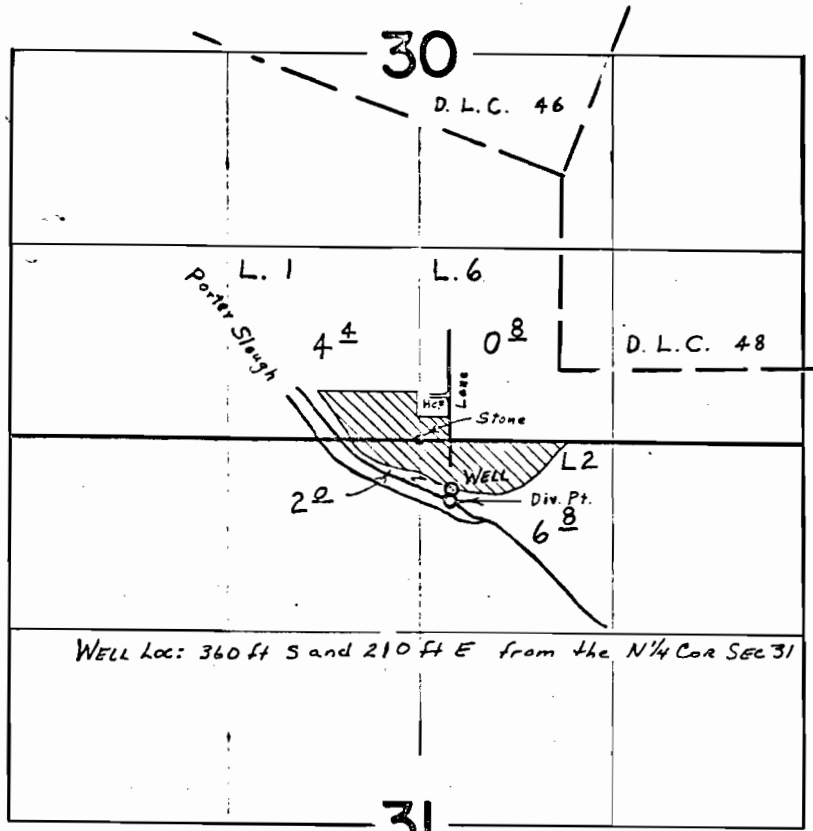 30
D. L. C. 46
L. 1
L. 6
Porter Slough
4 4
0 8
D. L. C. 48
Hse
Lane
Stone
L2
WELL
2 0
Div. Pt.
6 8
WELL LOC: 360 ft S and 210 ft E from the N 1/4 COR SEC 31
31